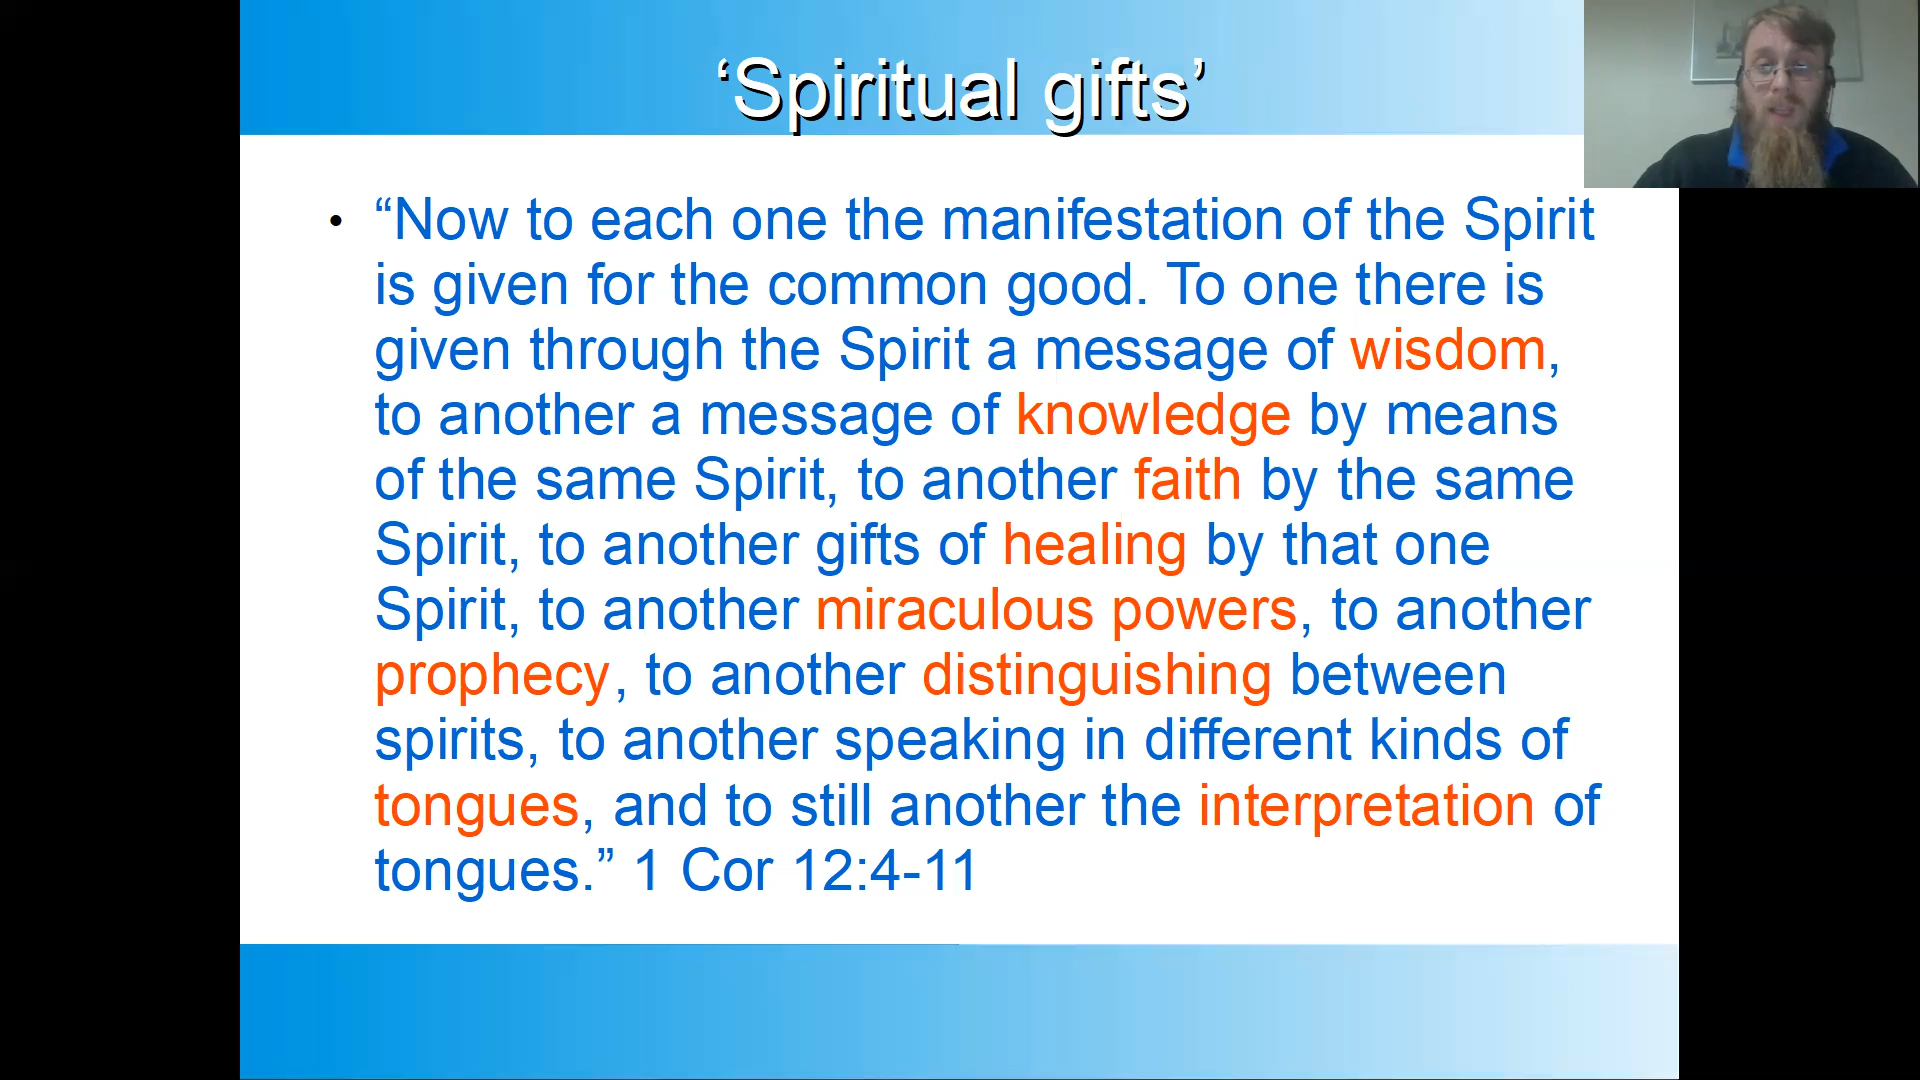 ‘Spiritual gifts’
• “Now to each one the manifestation of the Spirit
is given for the common good. To one there is
given through the Spirit a message of wisdom,
to another a message of knowledge by means
of the same Spirit, to another faith by the same
Spirit, to another gifts of healing by that one
Spirit, to another miraculous powers, to another
prophecy, to another distinguishing between
spirits, to another speaking in different kinds of
tongues, and to still another the interpretation of
tongues.” 1 Cor 12:4-11